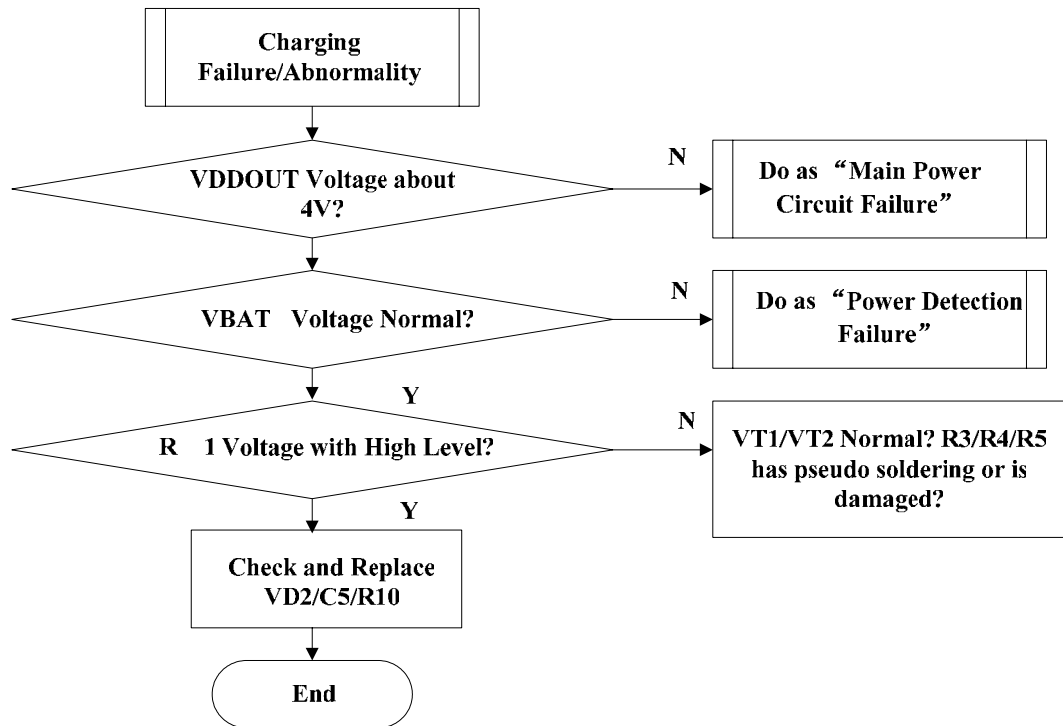 Charging
Failure/Abnormality
VDDOUT Voltage about
4V?
N
Do as “Main Power
Circuit Failure”
VBAT Voltage Normal?
N
Do as “Power Detection
Failure”
Y
R 1 Voltage with High Level?
N
VT1/VT2 Normal? R3/R4/R5
has pseudo soldering or is
damaged?
Y
Check and Replace
VD2/C5/R10
End